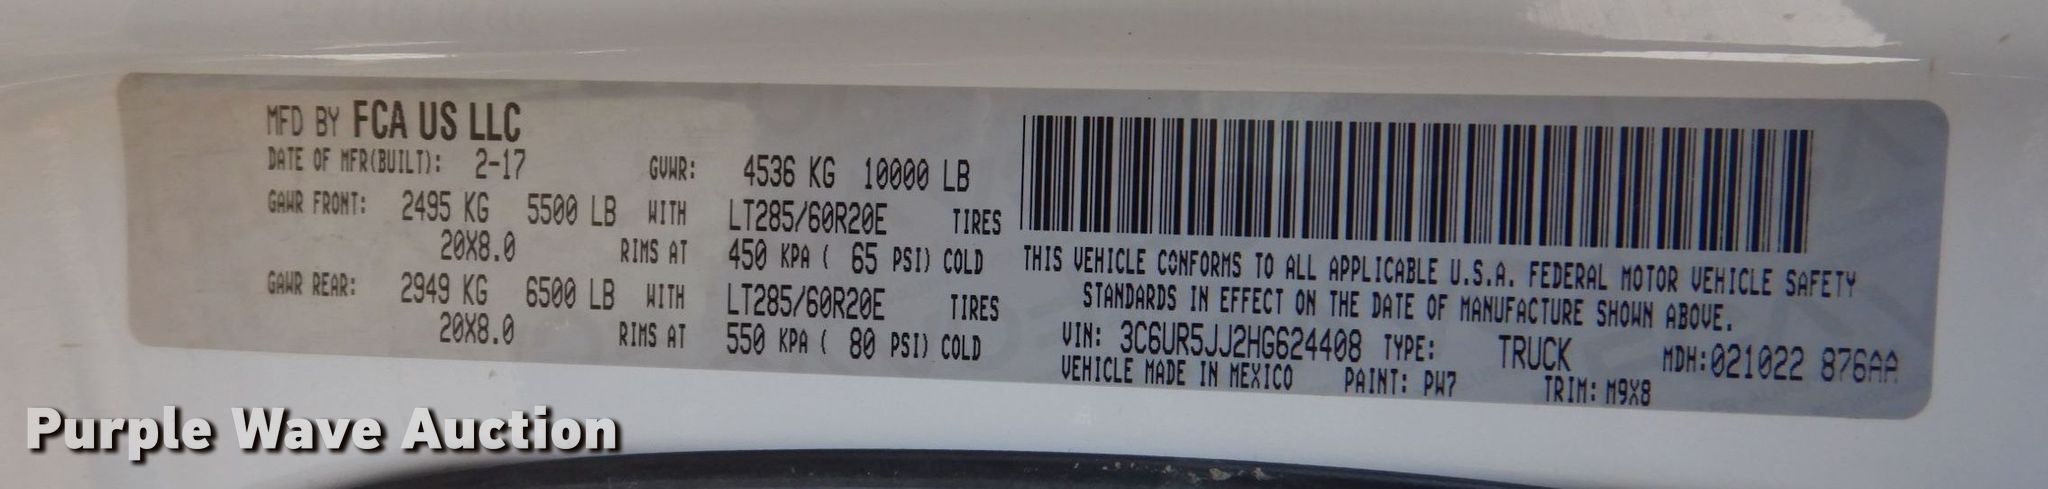 MFD BY FCA US LLC
DATE OF MFR(BUILT): 2-17 GVWR: 4536 KG 10000 LB
GAWR FRONT: 2495 KG 5500 LB WITH LT285/60R20E TIRES
20X8.0 RIMS AT 450 KPA ( 65 PSI) COLD
GAWR REAR: 2949 KG 6500 LB WITH LT285/60R20E TIRES
20X8.0 RIMS AT 550 KPA ( 80 PSI) COLD
THIS VEHICLE CONFORMS TO ALL APPLICABLE U.S.A. FEDERAL MOTOR VEHICLE SAFETY
STANDARDS IN EFFECT ON THE DATE OF MANUFACTURE SHOWN ABOVE.
VIN: 3C6UR5JJ2HG624408 TYPE: TRUCK MDH:021022 876AA
VEHICLE MADE IN MEXICO PAINT: PW7 TRIM: M9X8
Purple Wave Auction